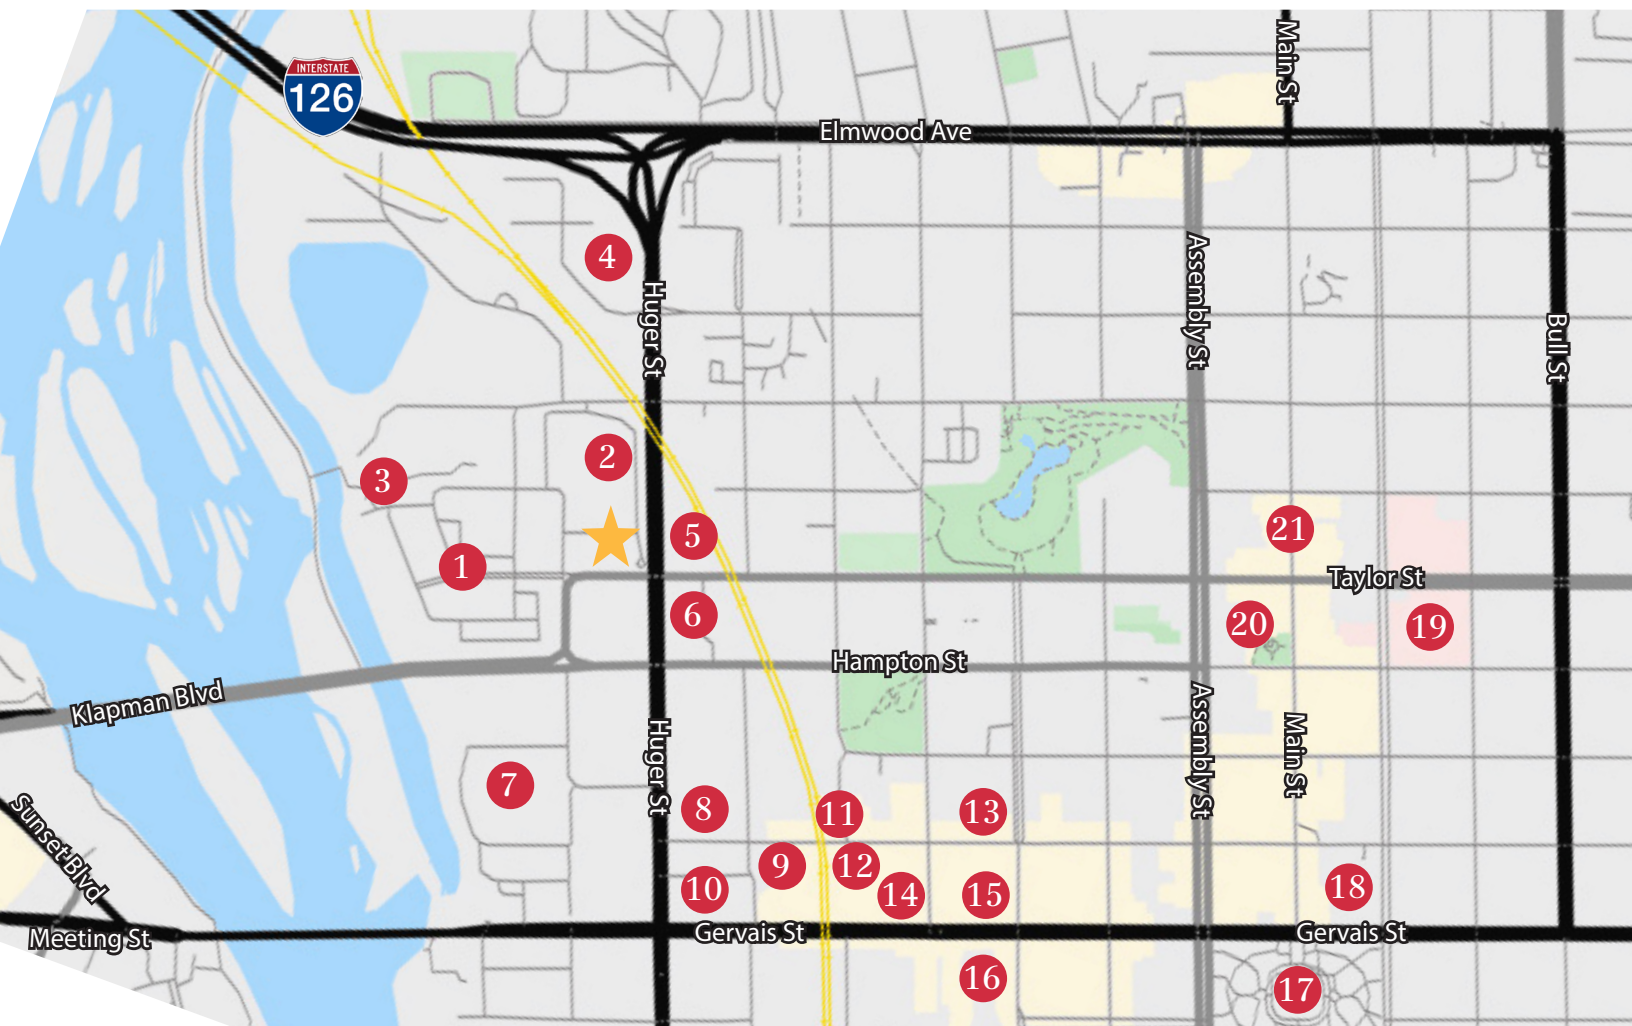 Main St
INTERSTATE
126
Elmwood Ave
4
Huger St
Assembly St
Bull St
2
3
5
21
1
Taylor St
6
20
19
Hampton St
Klapman Blvd
Huger St
Assembly St
Main St
7
8
11
13
Sunset Blvd
9
12
10
14
15
18
Meeting St
Gervais St
Gervais St
16
17